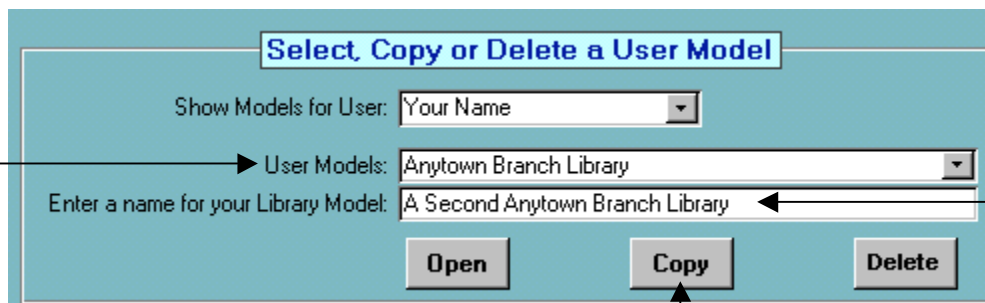 Select, Copy or Delete a User Model
Show Models for User: Your Name
User Models: Anytown Branch Library
Enter a name for your Library Model: A Second Anytown Branch Library
Open Copy Delete